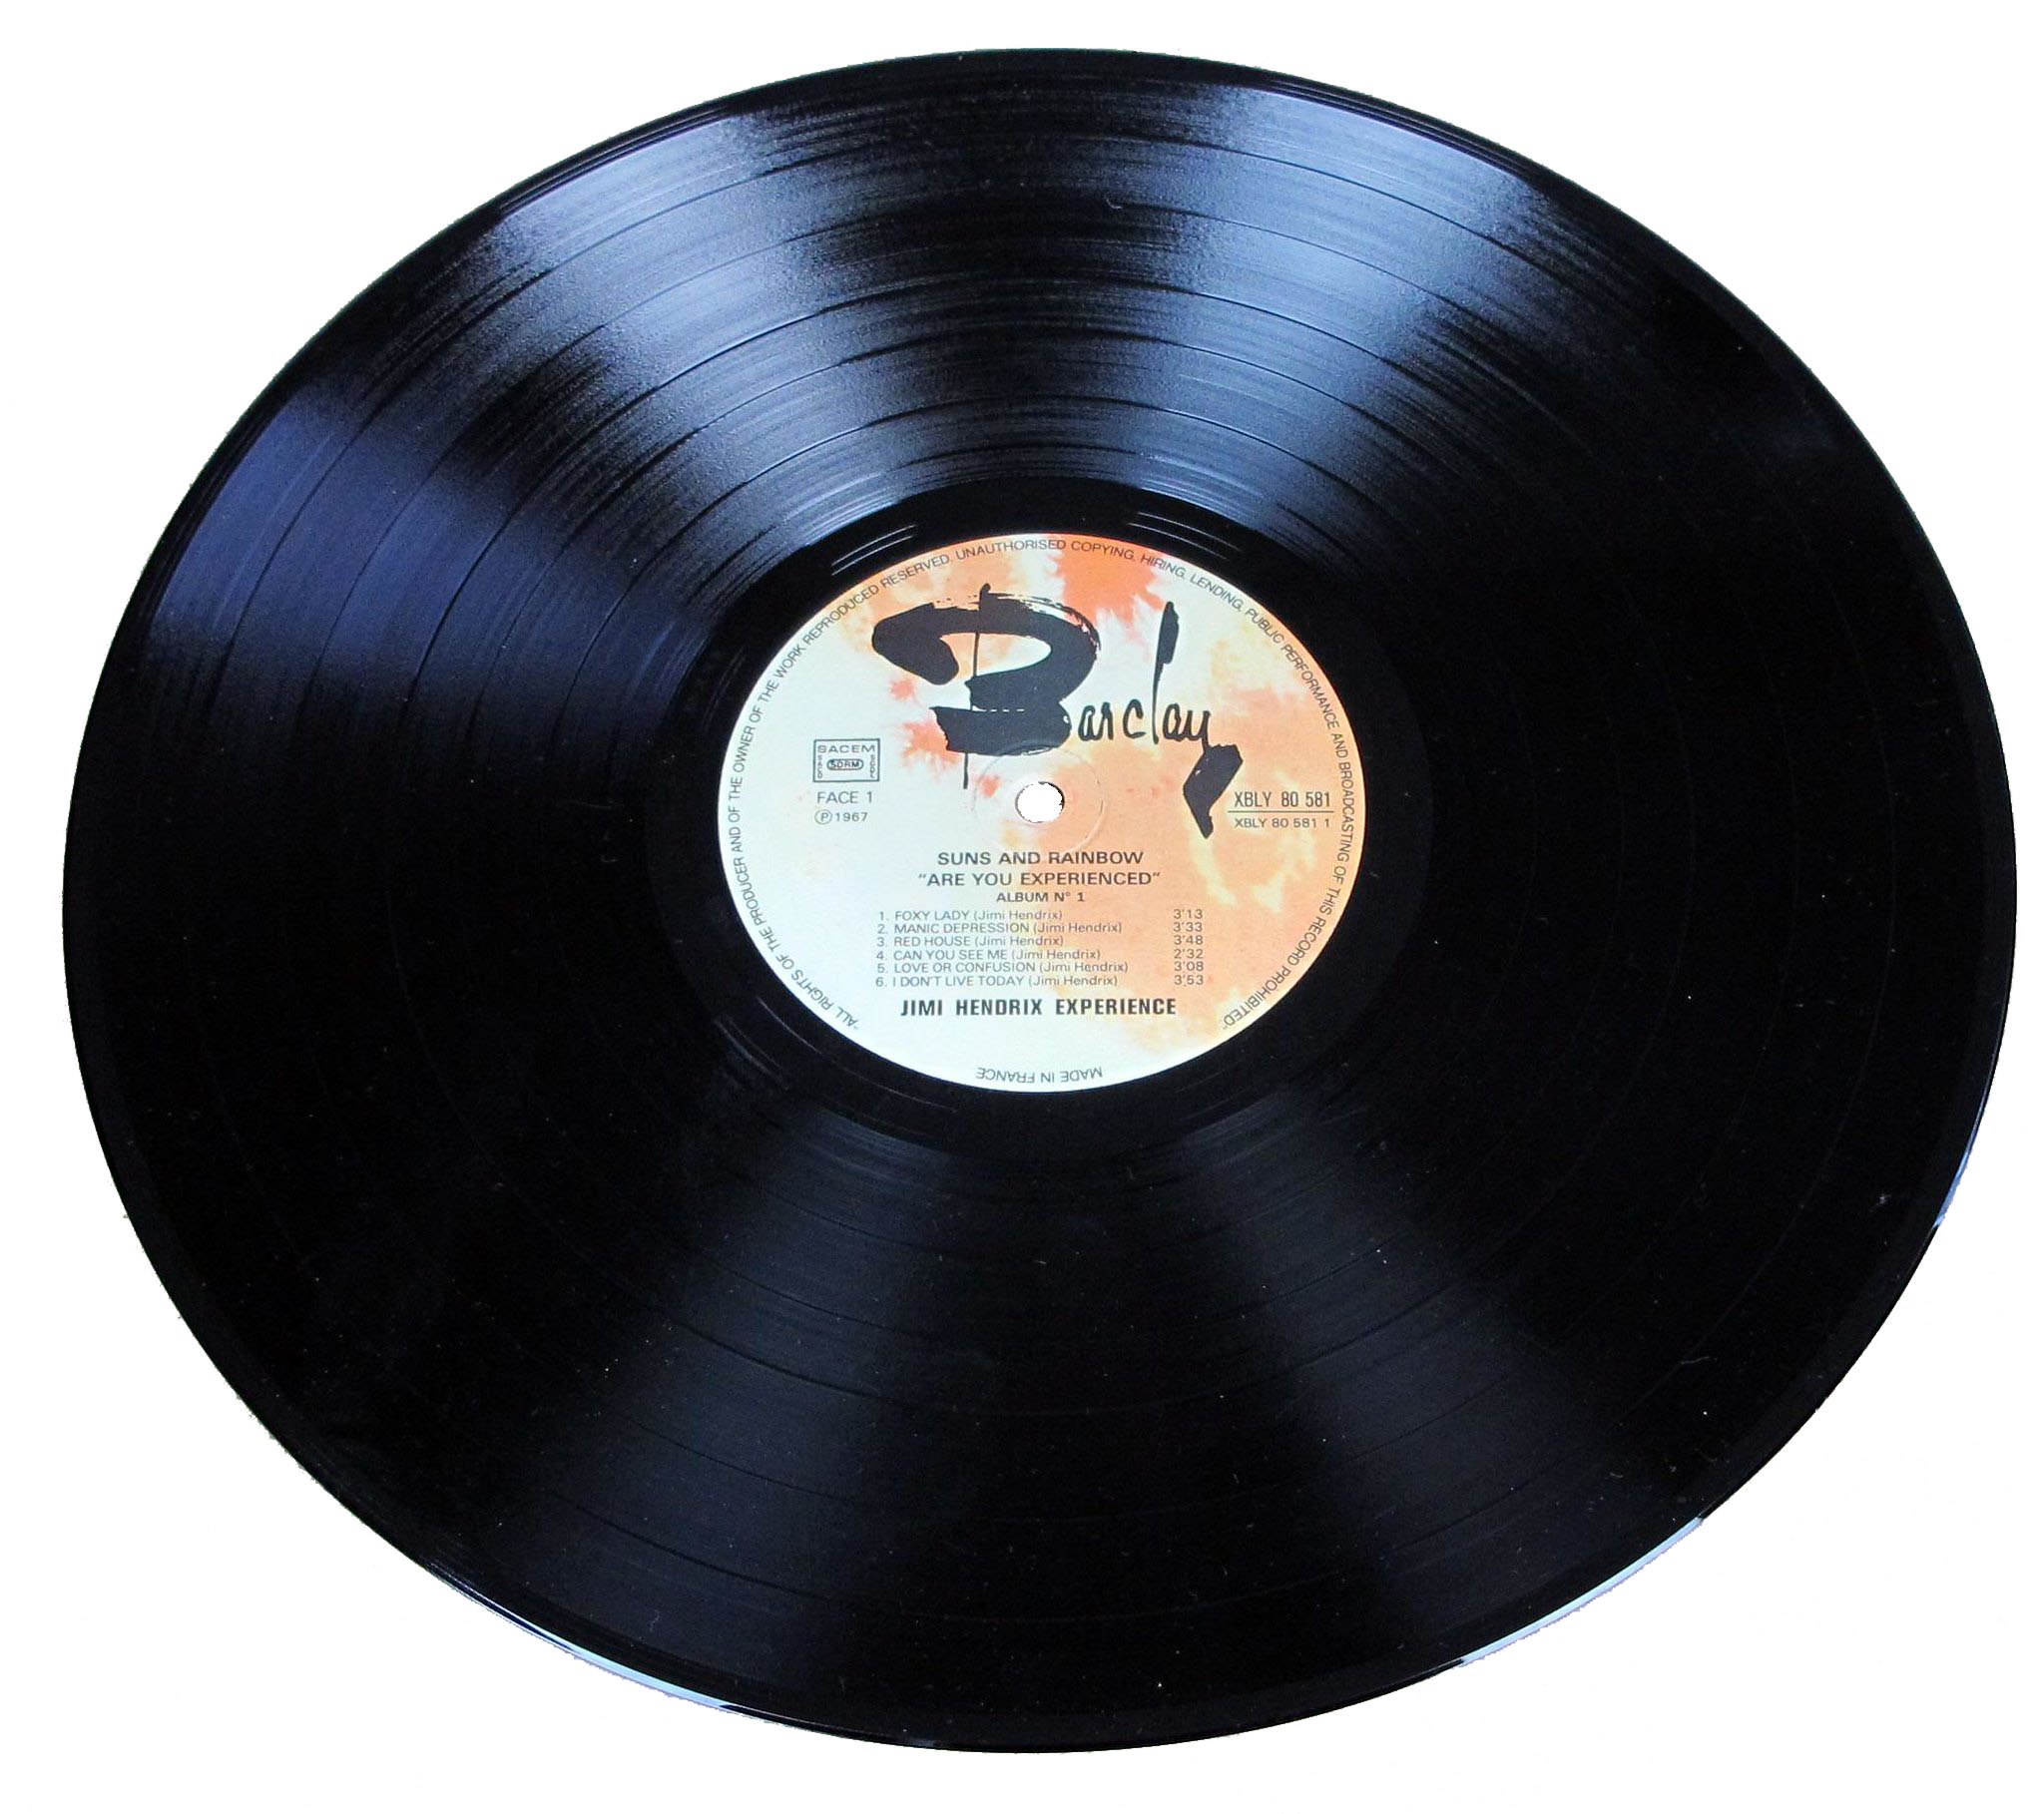 "ALL RIGHTS OF THE PRODUCER AND OF THE OWNER OF THE WORK REPRODUCED RESERVED. UNAUTHORISED COPYING, HIRING, LENDING, PUBLIC PERFORMANCE AND BROADCASTING OF THIS RECORD PROHIBITED"
Barclay
SACEM
SDRM
FACE 1
Ⓟ 1967
XBLY 80 581
XBLY 80 581 1
SUNS AND RAINBOW
"ARE YOU EXPERIENCED"
ALBUM N° 1
1. FOXY LADY (Jimi Hendrix) 3'13
2. MANIC DEPRESSION (Jimi Hendrix) 3'33
3. RED HOUSE (Jimi Hendrix) 3'48
4. CAN YOU SEE ME (Jimi Hendrix) 2'32
5. LOVE OR CONFUSION (Jimi Hendrix) 3'08
6. I DON'T LIVE TODAY (Jimi Hendrix) 3'53
JIMI HENDRIX EXPERIENCE
MADE IN FRANCE